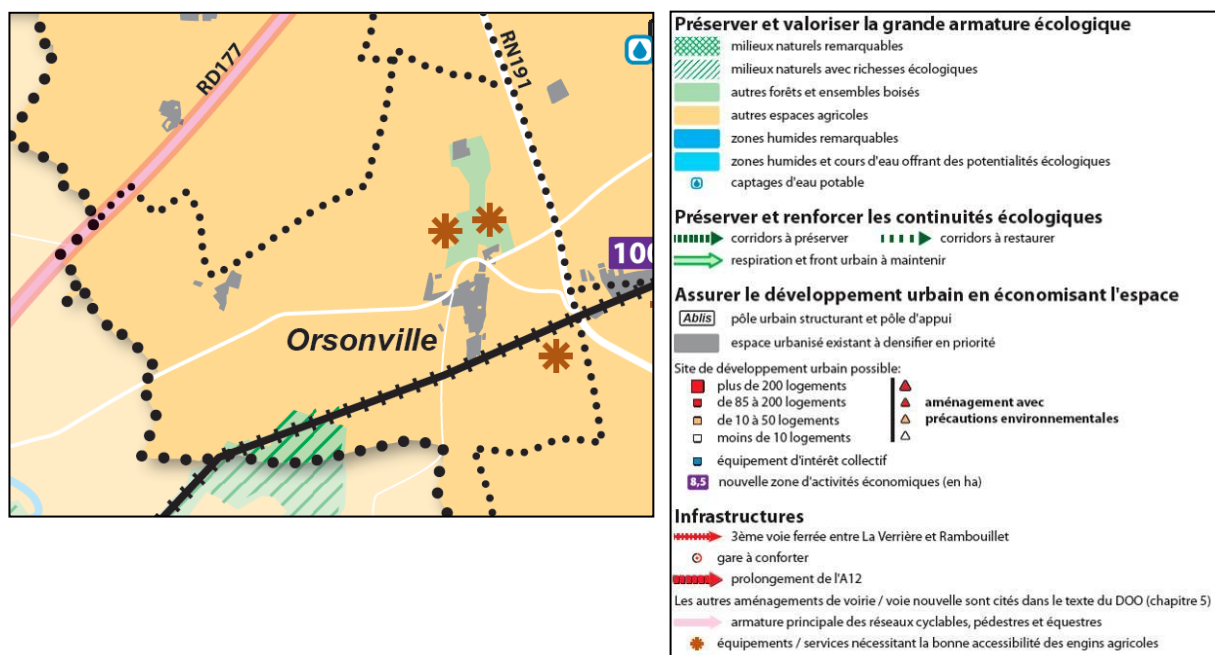 RD177
RN191
100
Orsonville
Préserver et valoriser la grande armature écologique
milieux naturels remarquables
milieux naturels avec richesses écologiques
autres forêts et ensembles boisés
autres espaces agricoles
zones humides remarquables
zones humides et cours d'eau offrant des potentialités écologiques
captages d'eau potable
Préserver et renforcer les continuités écologiques
corridors à préserver corridors à restaurer
respiration et front urbain à maintenir
Assurer le développement urbain en économisant l'espace
Ablis pôle urbain structurant et pôle d'appui
espace urbanisé existant à densifier en priorité
Site de développement urbain possible:
plus de 200 logements
de 85 à 200 logements aménagement avec
de 10 à 50 logements précautions environnementales
moins de 10 logements
équipement d'intérêt collectif
8,5 nouvelle zone d'activités économiques (en ha)
Infrastructures
3ème voie ferrée entre La Verrière et Rambouillet
gare à conforter
prolongement de l'A12
Les autres aménagements de voirie / voie nouvelle sont cités dans le texte du DOO (chapitre 5)
armature principale des réseaux cyclables, pédestres et équestres
équipements / services nécessitant la bonne accessibilité des engins agricoles